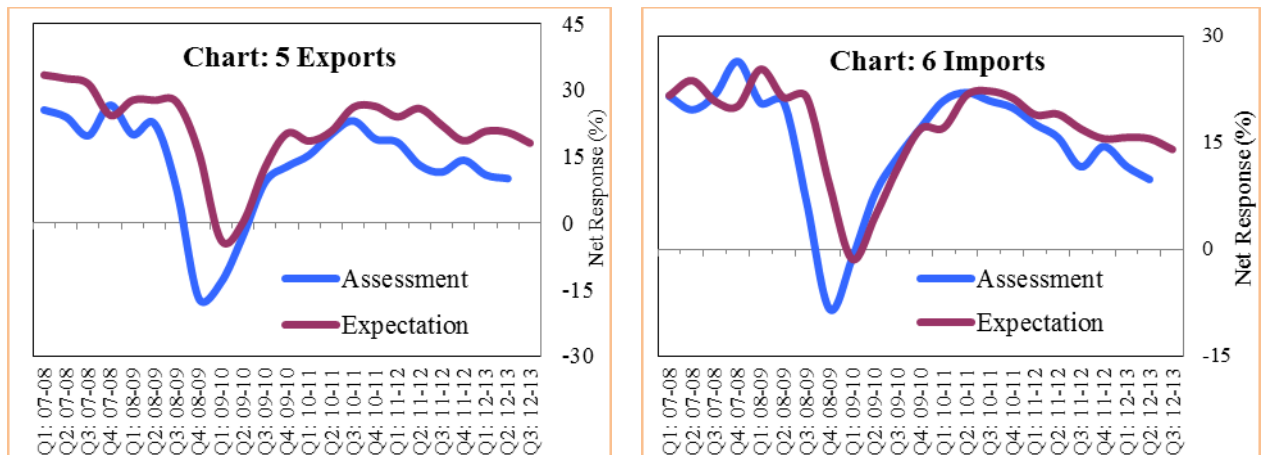 Chart: 5 Exports
45
30
15
0
-15
-30
Net Response (%)
Assessment
Expectation
Q1: 07-08
Q2: 07-08
Q3: 07-08
Q4: 07-08
Q1: 08-09
Q2: 08-09
Q3: 08-09
Q4: 08-09
Q1: 09-10
Q2: 09-10
Q3: 09-10
Q4: 09-10
Q1: 10-11
Q2: 10-11
Q3: 10-11
Q4: 10-11
Q1: 11-12
Q2: 11-12
Q3: 11-12
Q4: 11-12
Q1: 12-13
Q2: 12-13
Q3: 12-13
Chart: 6 Imports
30
15
0
-15
Net Response (%)
Assessment
Expectation
Q1: 07-08
Q2: 07-08
Q3: 07-08
Q4: 07-08
Q1: 08-09
Q2: 08-09
Q3: 08-09
Q4: 08-09
Q1: 09-10
Q2: 09-10
Q3: 09-10
Q4: 09-10
Q1: 10-11
Q2: 10-11
Q3: 10-11
Q4: 10-11
Q1: 11-12
Q2: 11-12
Q3: 11-12
Q4: 11-12
Q1: 12-13
Q2: 12-13
Q3: 12-13